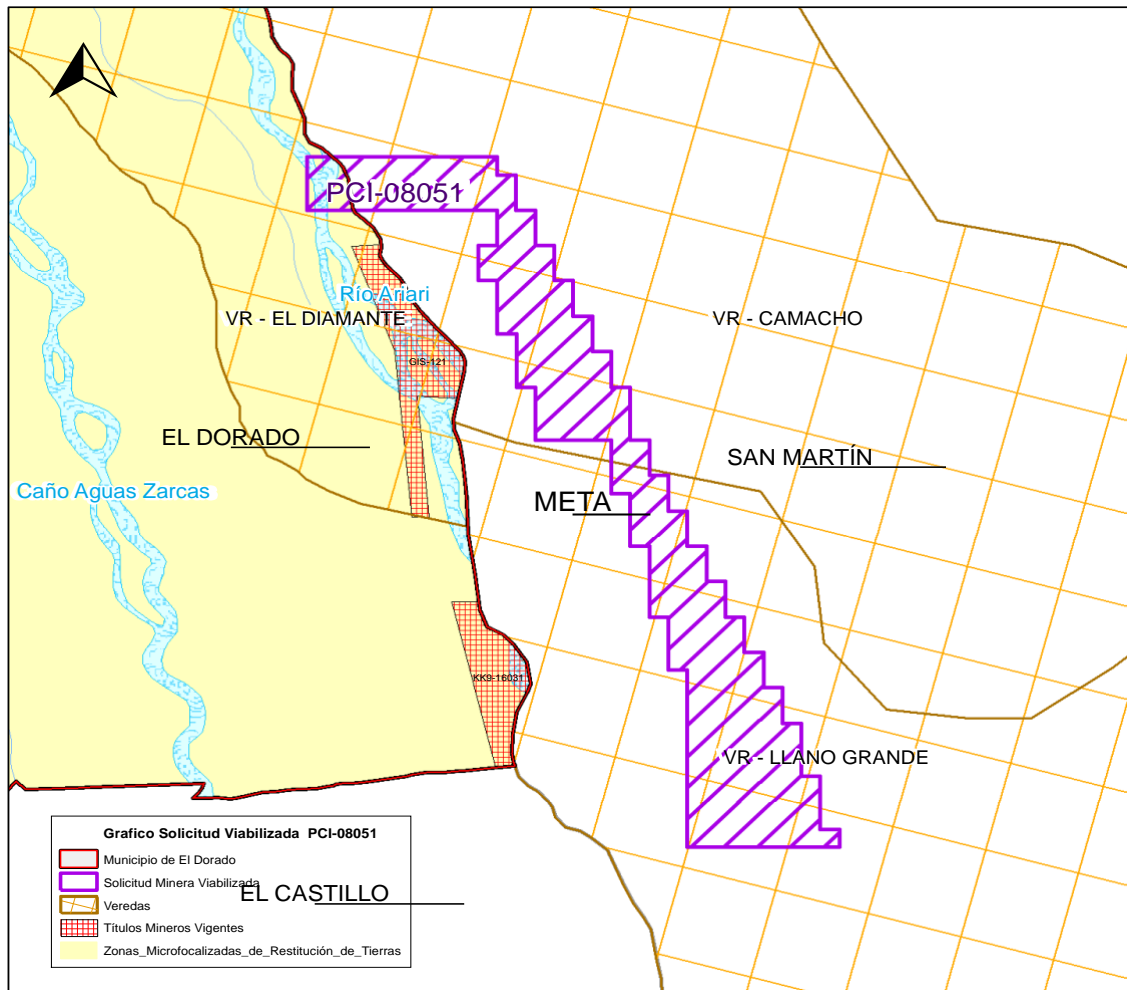 PCI-08051
Río Ariari
VR - EL DIAMANTE
VR - CAMACHO
GIS-121
EL DORADO
SAN MARTÍN
Caño Aguas Zarcas
META
KK9-16031
VR - LLANO GRANDE
Grafico Solicitud Viabilizada PCI-08051
Municipio de El Dorado
Solicitud Minera Viabilizada
EL CASTILLO
Veredas
Títulos Mineros Vigentes
Zonas_Microfocalizadas_de_Restitución_de_Tierras